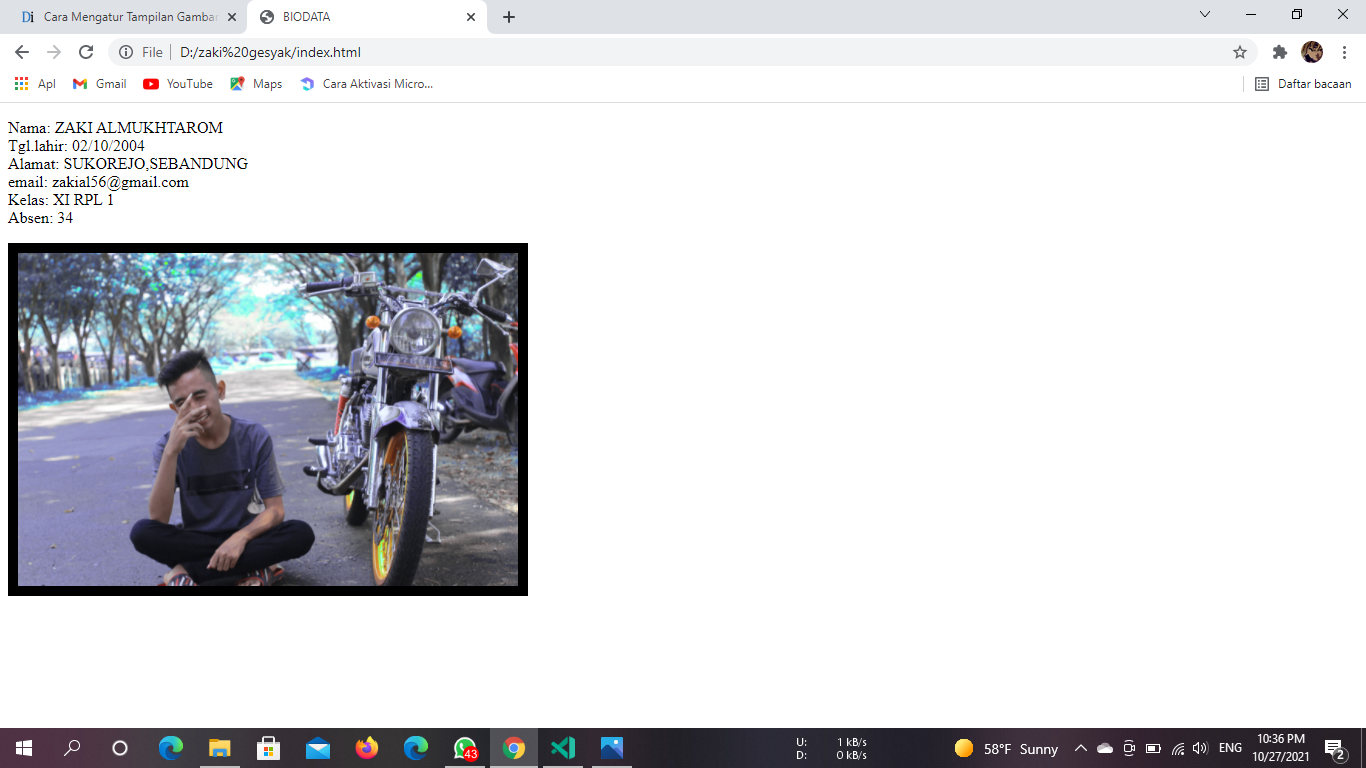 Cara Mengatur Tampilan Gambar
BIODATA
File
D:/zaki%20gesyak/index.html
Apl
Gmail
YouTube
Maps
Cara Aktivasi Micro...
Daftar bacaan
Nama: ZAKI ALMUKHTAROM
Tgl.lahir: 02/10/2004
Alamat: SUKOREJO,SEBANDUNG
email: zakial56@gmail.com
Kelas: XI RPL 1
Absen: 34
43
U: 1 kB/s
D: 0 kB/s
58°F Sunny
ENG
10:36 PM
10/27/2021
2